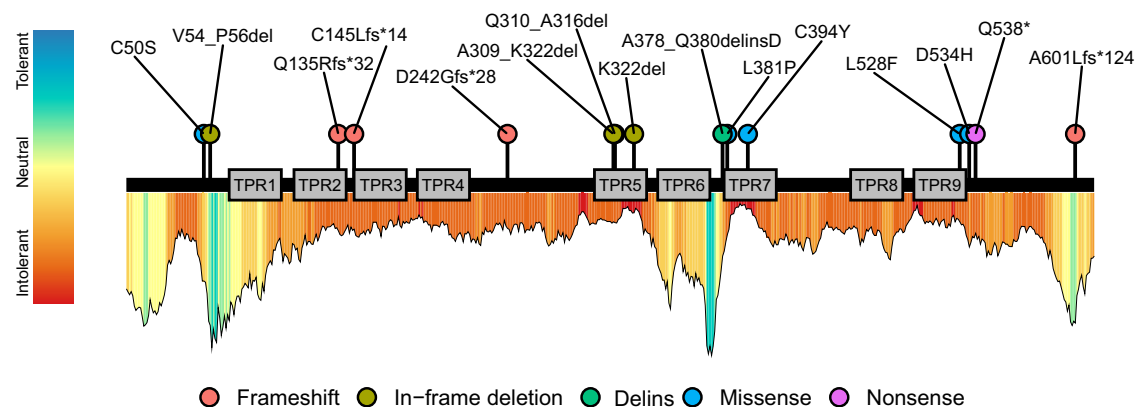 Tolerant
Neutral
Intolerant
C50S
V54_P56del
Q135Rfs*32
C145Lfs*14
D242Gfs*28
Q310_A316del
A309_K322del
K322del
A378_Q380delinsD
L381P
C394Y
L528F
D534H
Q538*
A601Lfs*124
TPR1
TPR2
TPR3
TPR4
TPR5
TPR6
TPR7
TPR8
TPR9
Frameshift
In−frame deletion
Delins
Missense
Nonsense